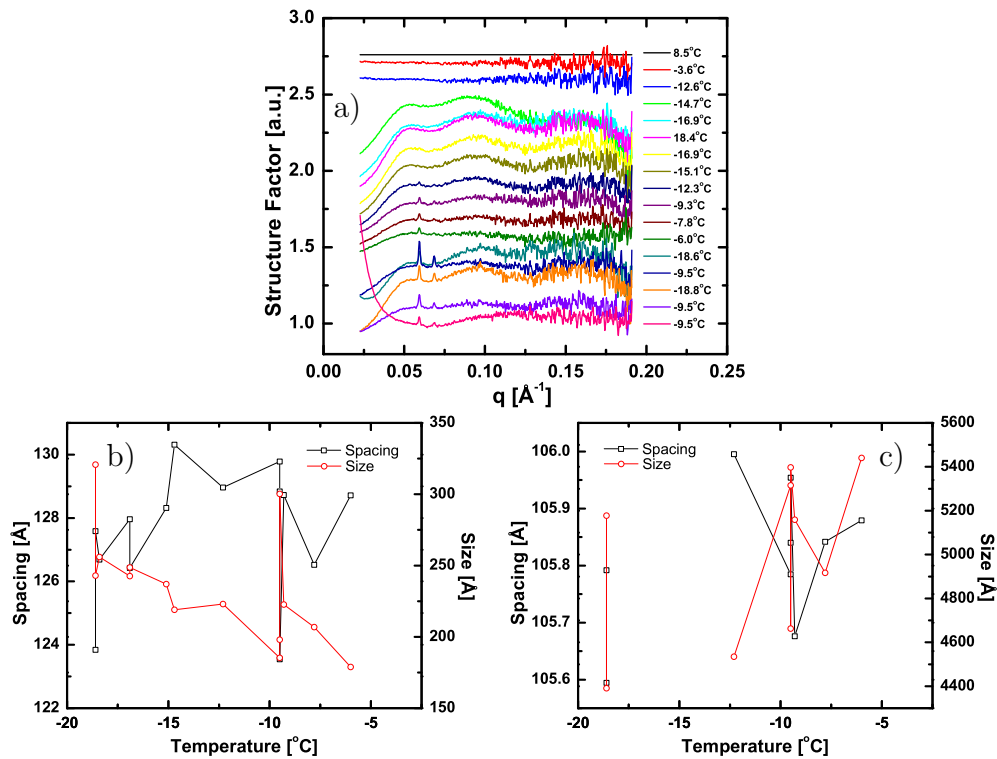 a)
Structure Factor [a.u.]
3.0
2.5
2.0
1.5
1.0
0.00
0.05
0.10
0.15
0.20
0.25
q [Å-1]
8.5°C
-3.6°C
-12.6°C
-14.7°C
-16.9°C
18.4°C
-16.9°C
-15.1°C
-12.3°C
-9.3°C
-7.8°C
-6.0°C
-18.6°C
-9.5°C
-18.8°C
-9.5°C
-9.5°C
b)
Spacing [Å]
130
128
126
124
122
-20
-15
-10
-5
Temperature [°C]
350
300
250
200
150
Size [Å]
Spacing
Size
c)
Spacing [Å]
106.0
105.9
105.8
105.7
105.6
-20
-15
-10
-5
Temperature [°C]
5600
5400
5200
5000
4800
4600
4400
Size [Å]
Spacing
Size